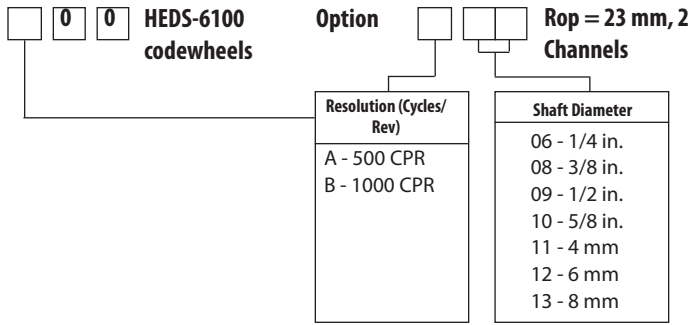 0 0 HEDS-6100 Option Rop = 23 mm, 2
codewheels Channels
Resolution (Cycles/
Rev)
A - 500 CPR
B - 1000 CPR
Shaft Diameter
06 - 1/4 in.
08 - 3/8 in.
09 - 1/2 in.
10 - 5/8 in.
11 - 4 mm
12 - 6 mm
13 - 8 mm